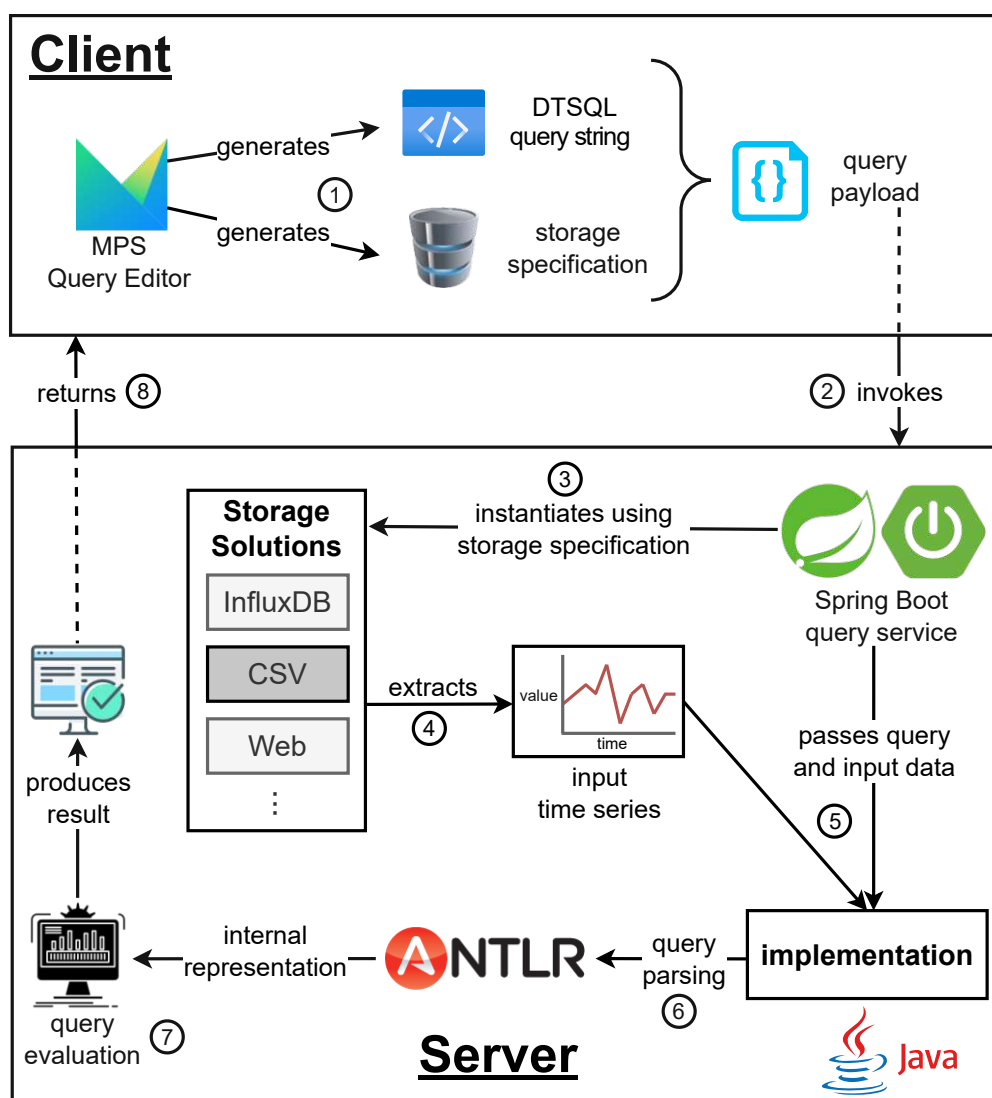 Client
generates
DTSQL
query string
1
generates
MPS
Query Editor
storage
specification
{}
query
payload
</>
returns
8
2
invokes
3
instantiates using
storage specification
Storage
Solutions
InfluxDB
CSV
Web
⋮
Spring Boot
query service
extracts
4
value
time
input
time series
passes query
and input data
5
produces
result
internal
representation
ANTLR
query
parsing
6
implementation
query
evaluation
7
Server
Java